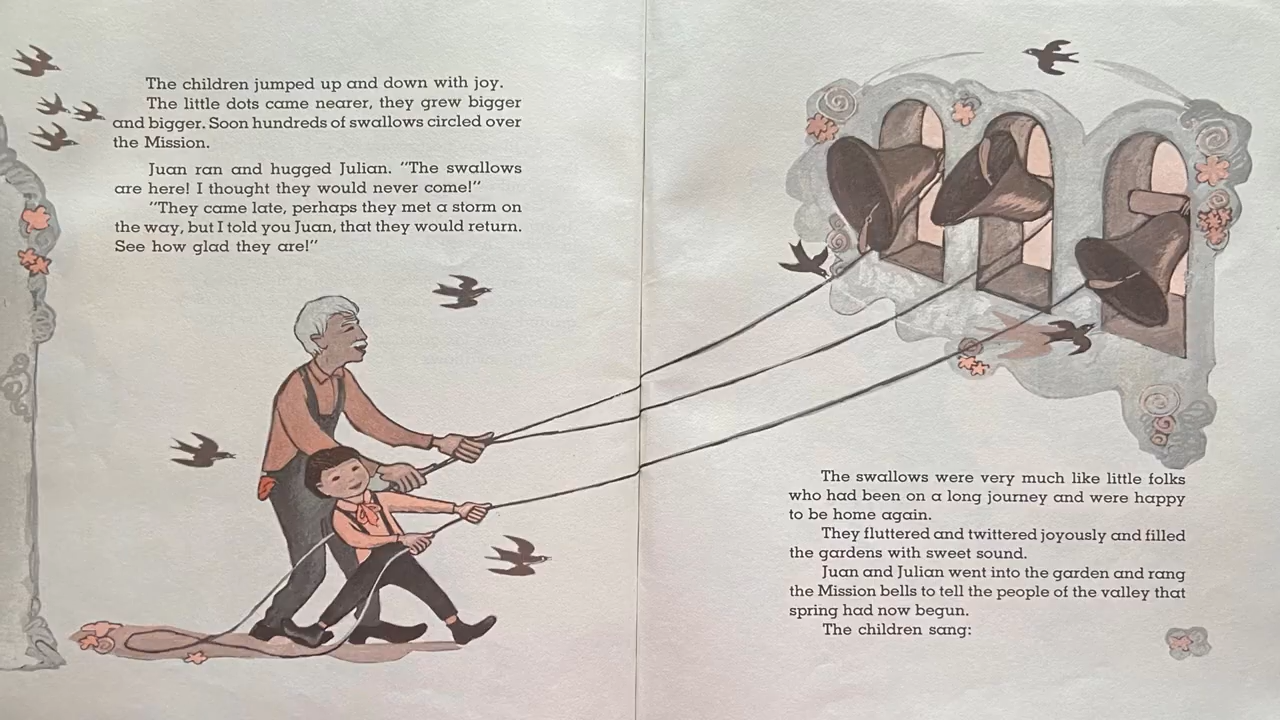 The children jumped up and down with joy.
The little dots came nearer, they grew bigger
and bigger. Soon hundreds of swallows circled over
the Mission.
Juan ran and hugged Julian. "The swallows
are here! I thought they would never come!"
"They came late, perhaps they met a storm on
the way, but I told you Juan, that they would return.
See how glad they are!"
The swallows were very much like little folks
who had been on a long journey and were happy
to be home again.
They fluttered and twittered joyously and filled
the gardens with sweet sound.
Juan and Julian went into the garden and rang
the Mission bells to tell the people of the valley that
spring had now begun.
The children sang: